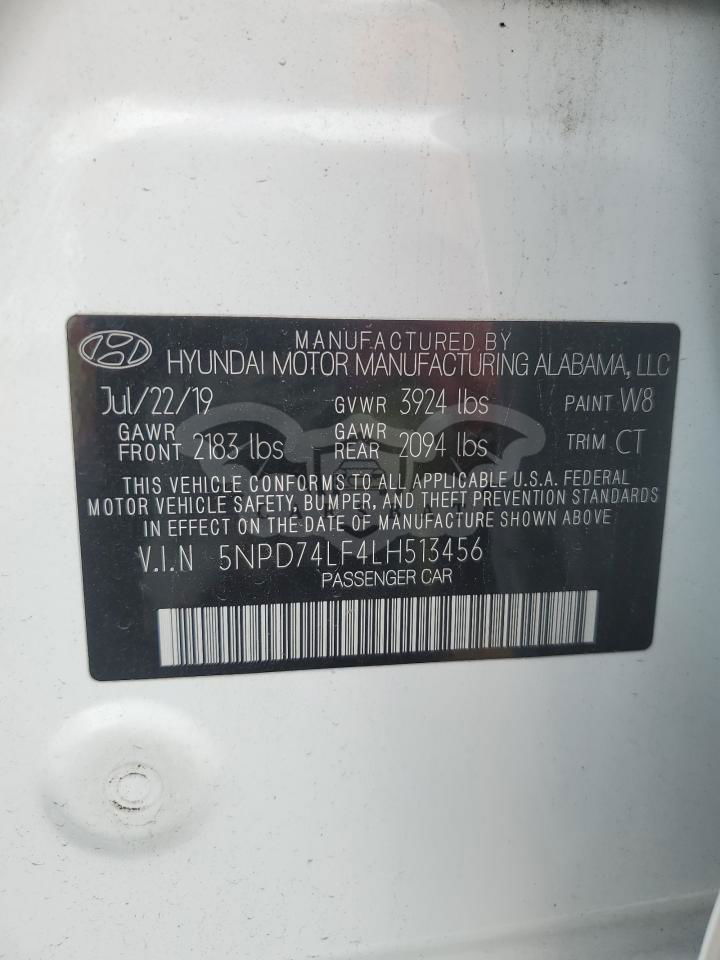 MANUFACTURED BY
HYUNDAI MOTOR MANUFACTURING ALABAMA, LLC
Jul/22/19 GVWR 3924 lbs PAINT W8
GAWR FRONT 2183 lbs GAWR REAR 2094 lbs TRIM CT
THIS VEHICLE CONFORMS TO ALL APPLICABLE U.S.A. FEDERAL
MOTOR VEHICLE SAFETY, BUMPER, AND THEFT PREVENTION STANDARDS
IN EFFECT ON THE DATE OF MANUFACTURE SHOWN ABOVE.
V.I.N 5NPD74LF4LH513456
PASSENGER CAR